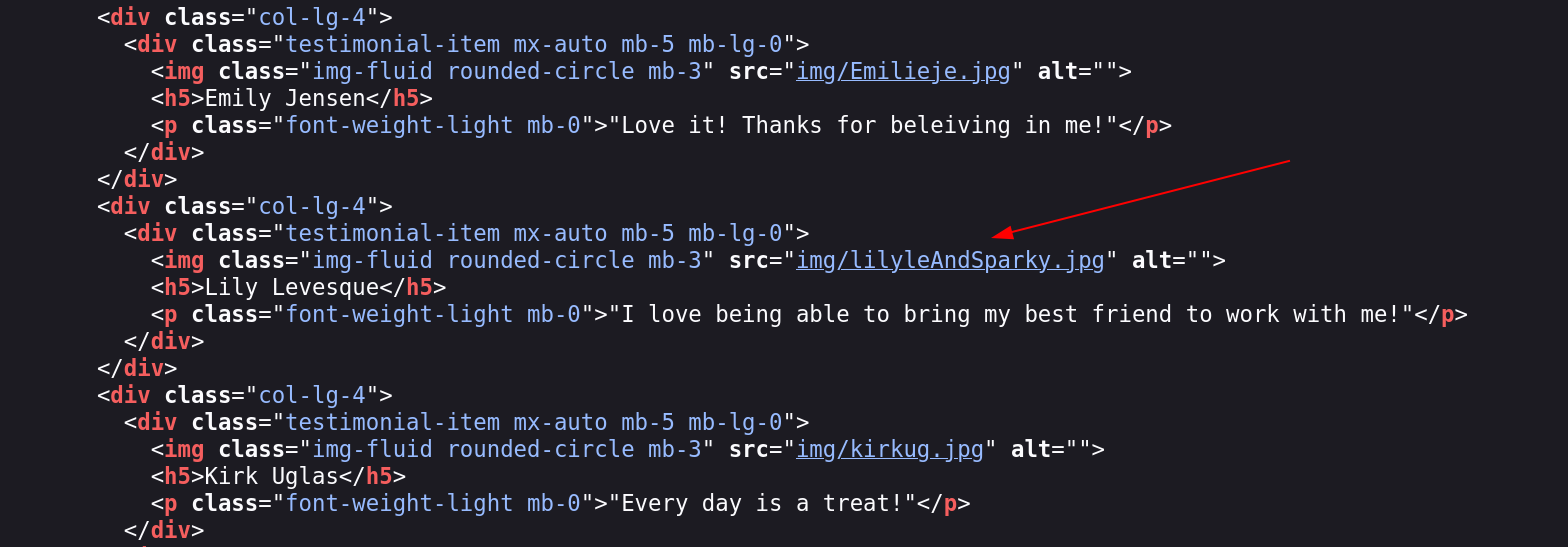 <div class="col-lg-4">
<div class="testimonial-item mx-auto mb-5 mb-lg-0">
<img class="img-fluid rounded-circle mb-3" src="img/Emilieje.jpg" alt="">
<h5>Emily Jensen</h5>
<p class="font-weight-light mb-0">"Love it! Thanks for beleiving in me!"</p>
</div>
</div>
<div class="col-lg-4">
<div class="testimonial-item mx-auto mb-5 mb-lg-0">
<img class="img-fluid rounded-circle mb-3" src="img/lilyleAndSparky.jpg" alt="">
<h5>Lily Levesque</h5>
<p class="font-weight-light mb-0">"I love being able to bring my best friend to work with me!"</p>
</div>
</div>
<div class="col-lg-4">
<div class="testimonial-item mx-auto mb-5 mb-lg-0">
<img class="img-fluid rounded-circle mb-3" src="img/kirkug.jpg" alt="">
<h5>Kirk Uglas</h5>
<p class="font-weight-light mb-0">"Every day is a treat!"</p>
</div>